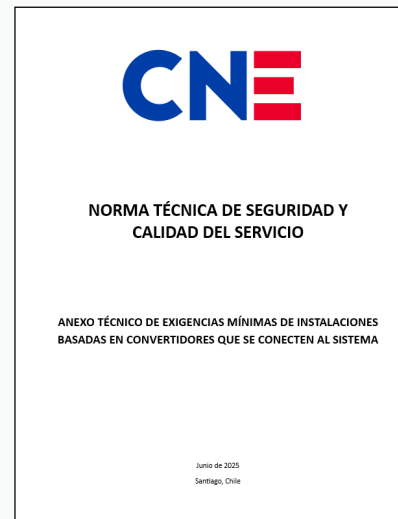 CNE
NORMA TÉCNICA DE SEGURIDAD Y
CALIDAD DEL SERVICIO
ANEXO TÉCNICO DE EXIGENCIAS MÍNIMAS DE INSTALACIONES
BASADAS EN CONVERTIDORES QUE SE CONECTEN AL SISTEMA
Junio de 2025
Santiago, Chile